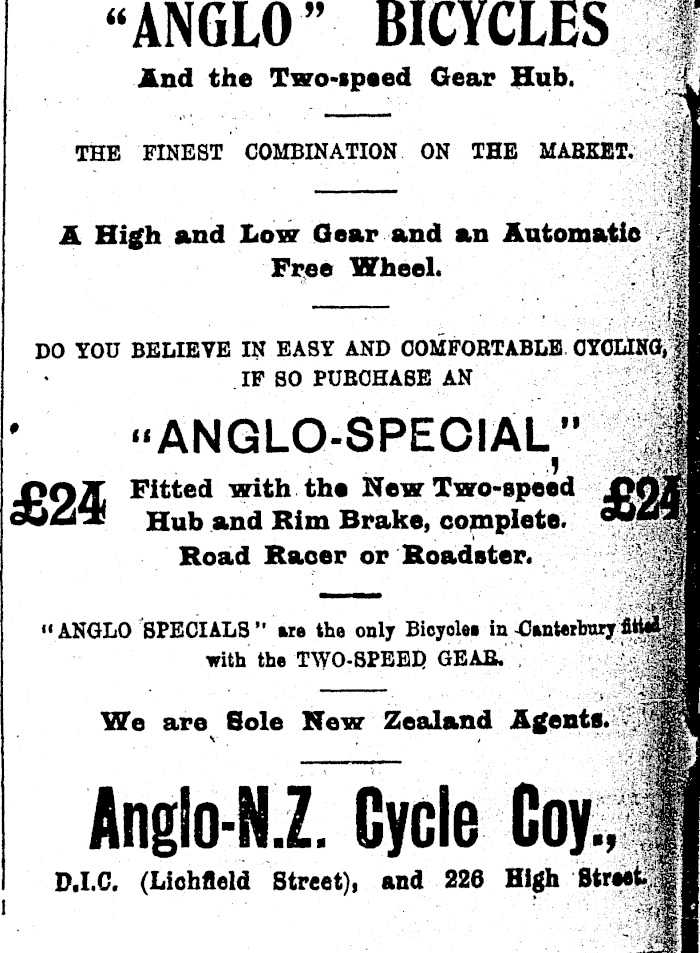 "ANGLO" BICYCLES
And the Two-speed Gear Hub.
THE FINEST COMBINATION ON THE MARKET.
A High and Low Gear and an Automatic
Free Wheel.
DO YOU BELIEVE IN EASY AND COMFORTABLE CYCLING,
IF SO PURCHASE AN
"ANGLO-SPECIAL,"
£24 Fitted with the New Two-speed £24
Hub and Rim Brake, complete.
Road Racer or Roadster.
"ANGLO SPECIALS" are the only Bicycles in Canterbury fitted
with the TWO-SPEED GEAR.
We are Sole New Zealand Agents.
Anglo-N.Z. Cycle Coy.,
D.I.C. (Lichfield Street), and 226 High Street.